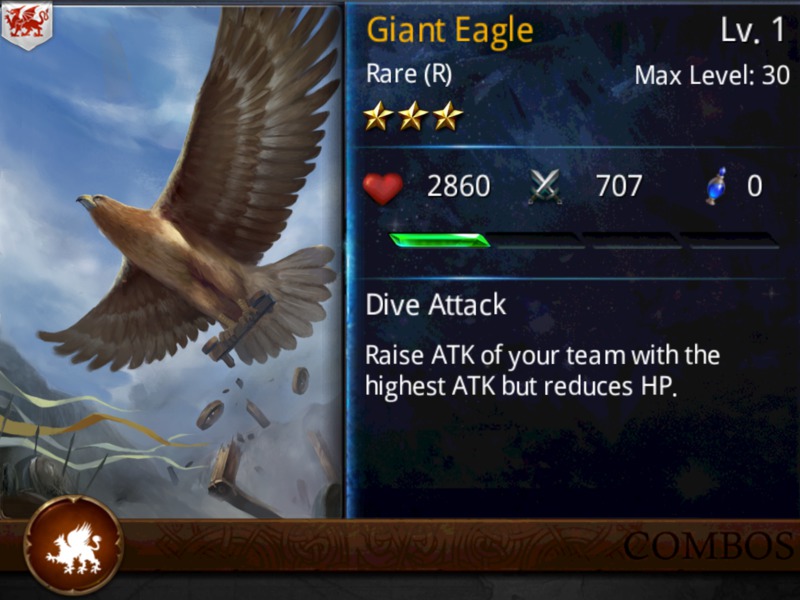 Giant Eagle Lv. 1
Rare (R) Max Level: 30
2860 707 0
Dive Attack
Raise ATK of your team with the
highest ATK but reduces HP.
COMBOS